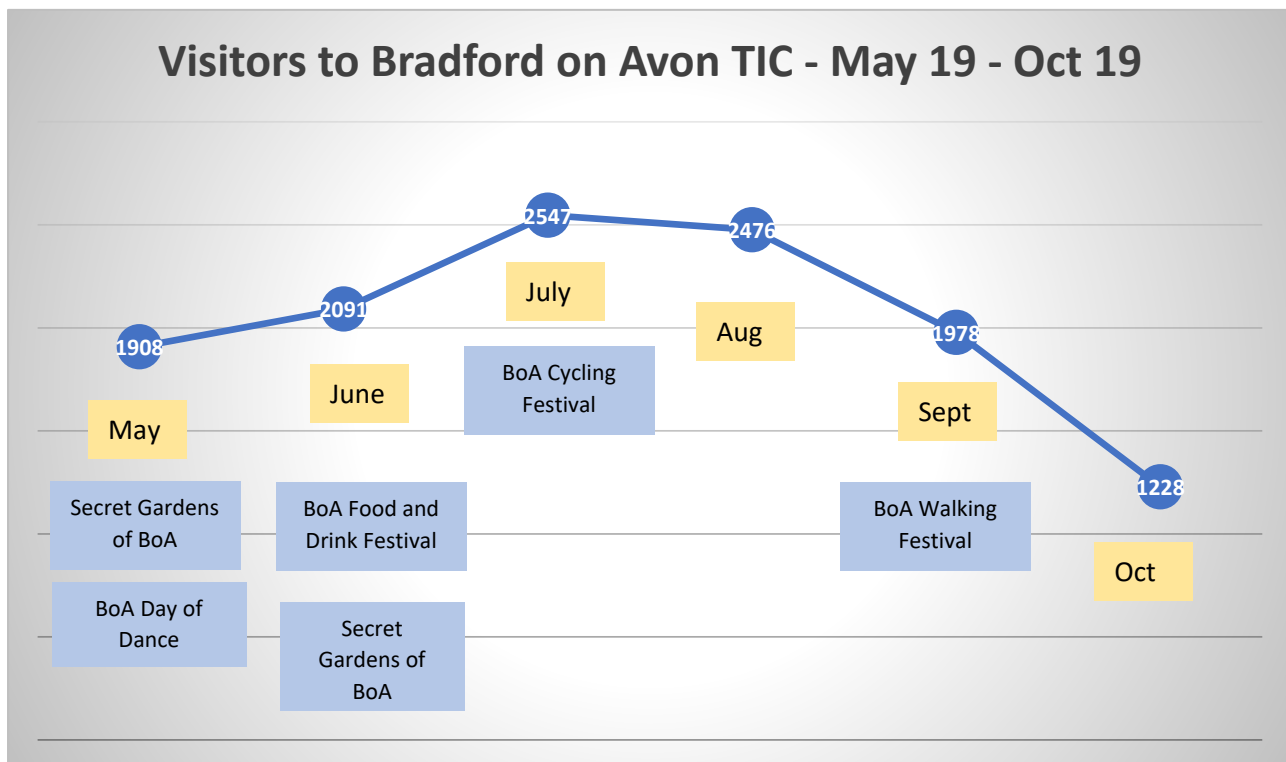 Visitors to Bradford on Avon TIC - May 19 - Oct 19
1908
2091
2547
2476
1978
1228
May
June
July
Aug
Sept
Oct
Secret Gardens
of BoA
BoA Day of
Dance
BoA Food and
Drink Festival
Secret
Gardens of
BoA
BoA Cycling
Festival
BoA Walking
Festival